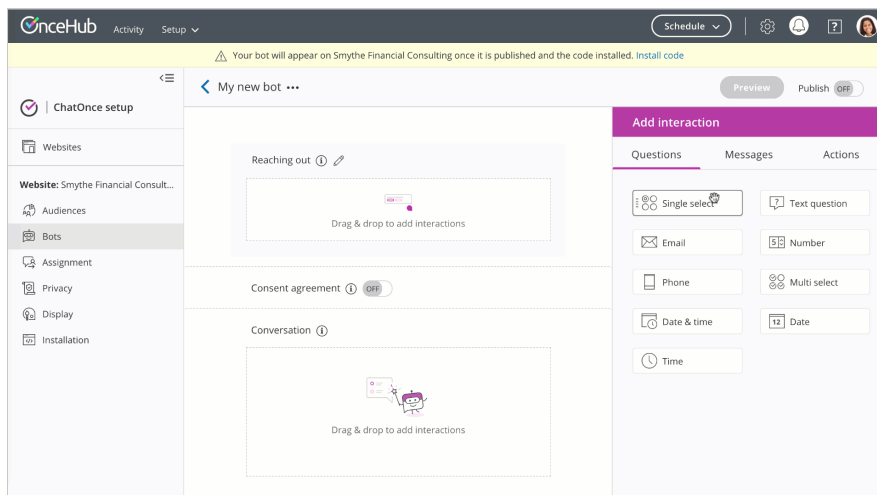 OnceHub Activity Setup Schedule ?
Your bot will appear on Smythe Financial Consulting once it is published and the code installed. Install code
ChatOnce setup
Websites
Website: Smythe Financial Consult...
Audiences
Bots
Assignment
Privacy
Display
Installation
My new bot ••• Preview Publish OFF
Reaching out i
Drag & drop to add interactions
Consent agreement i OFF
Conversation i
Drag & drop to add interactions
Add interaction
Questions Messages Actions
Single select ? Text question
Email 5 Number
Phone Multi select
Date & time 12 Date
Time